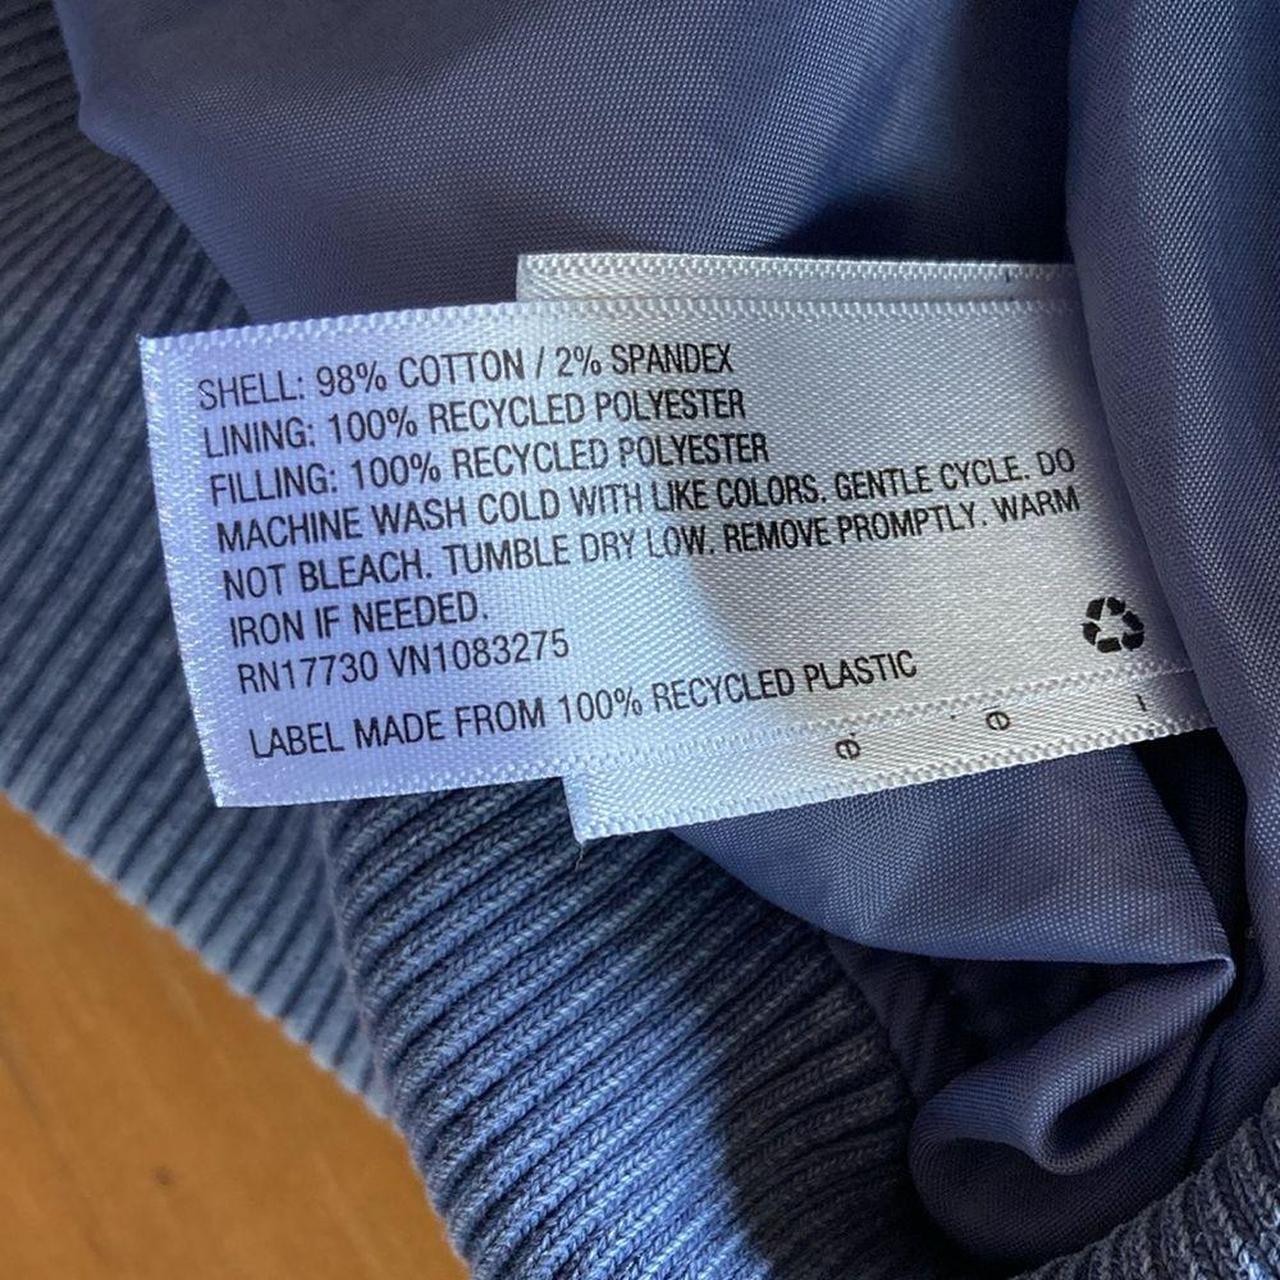 SHELL: 98% COTTON / 2% SPANDEX
LINING: 100% RECYCLED POLYESTER
FILLING: 100% RECYCLED POLYESTER
MACHINE WASH COLD WITH LIKE COLORS. GENTLE CYCLE. DO
NOT BLEACH. TUMBLE DRY LOW. REMOVE PROMPTLY. WARM
IRON IF NEEDED.
RN17730 VN1083275
LABEL MADE FROM 100% RECYCLED PLASTIC